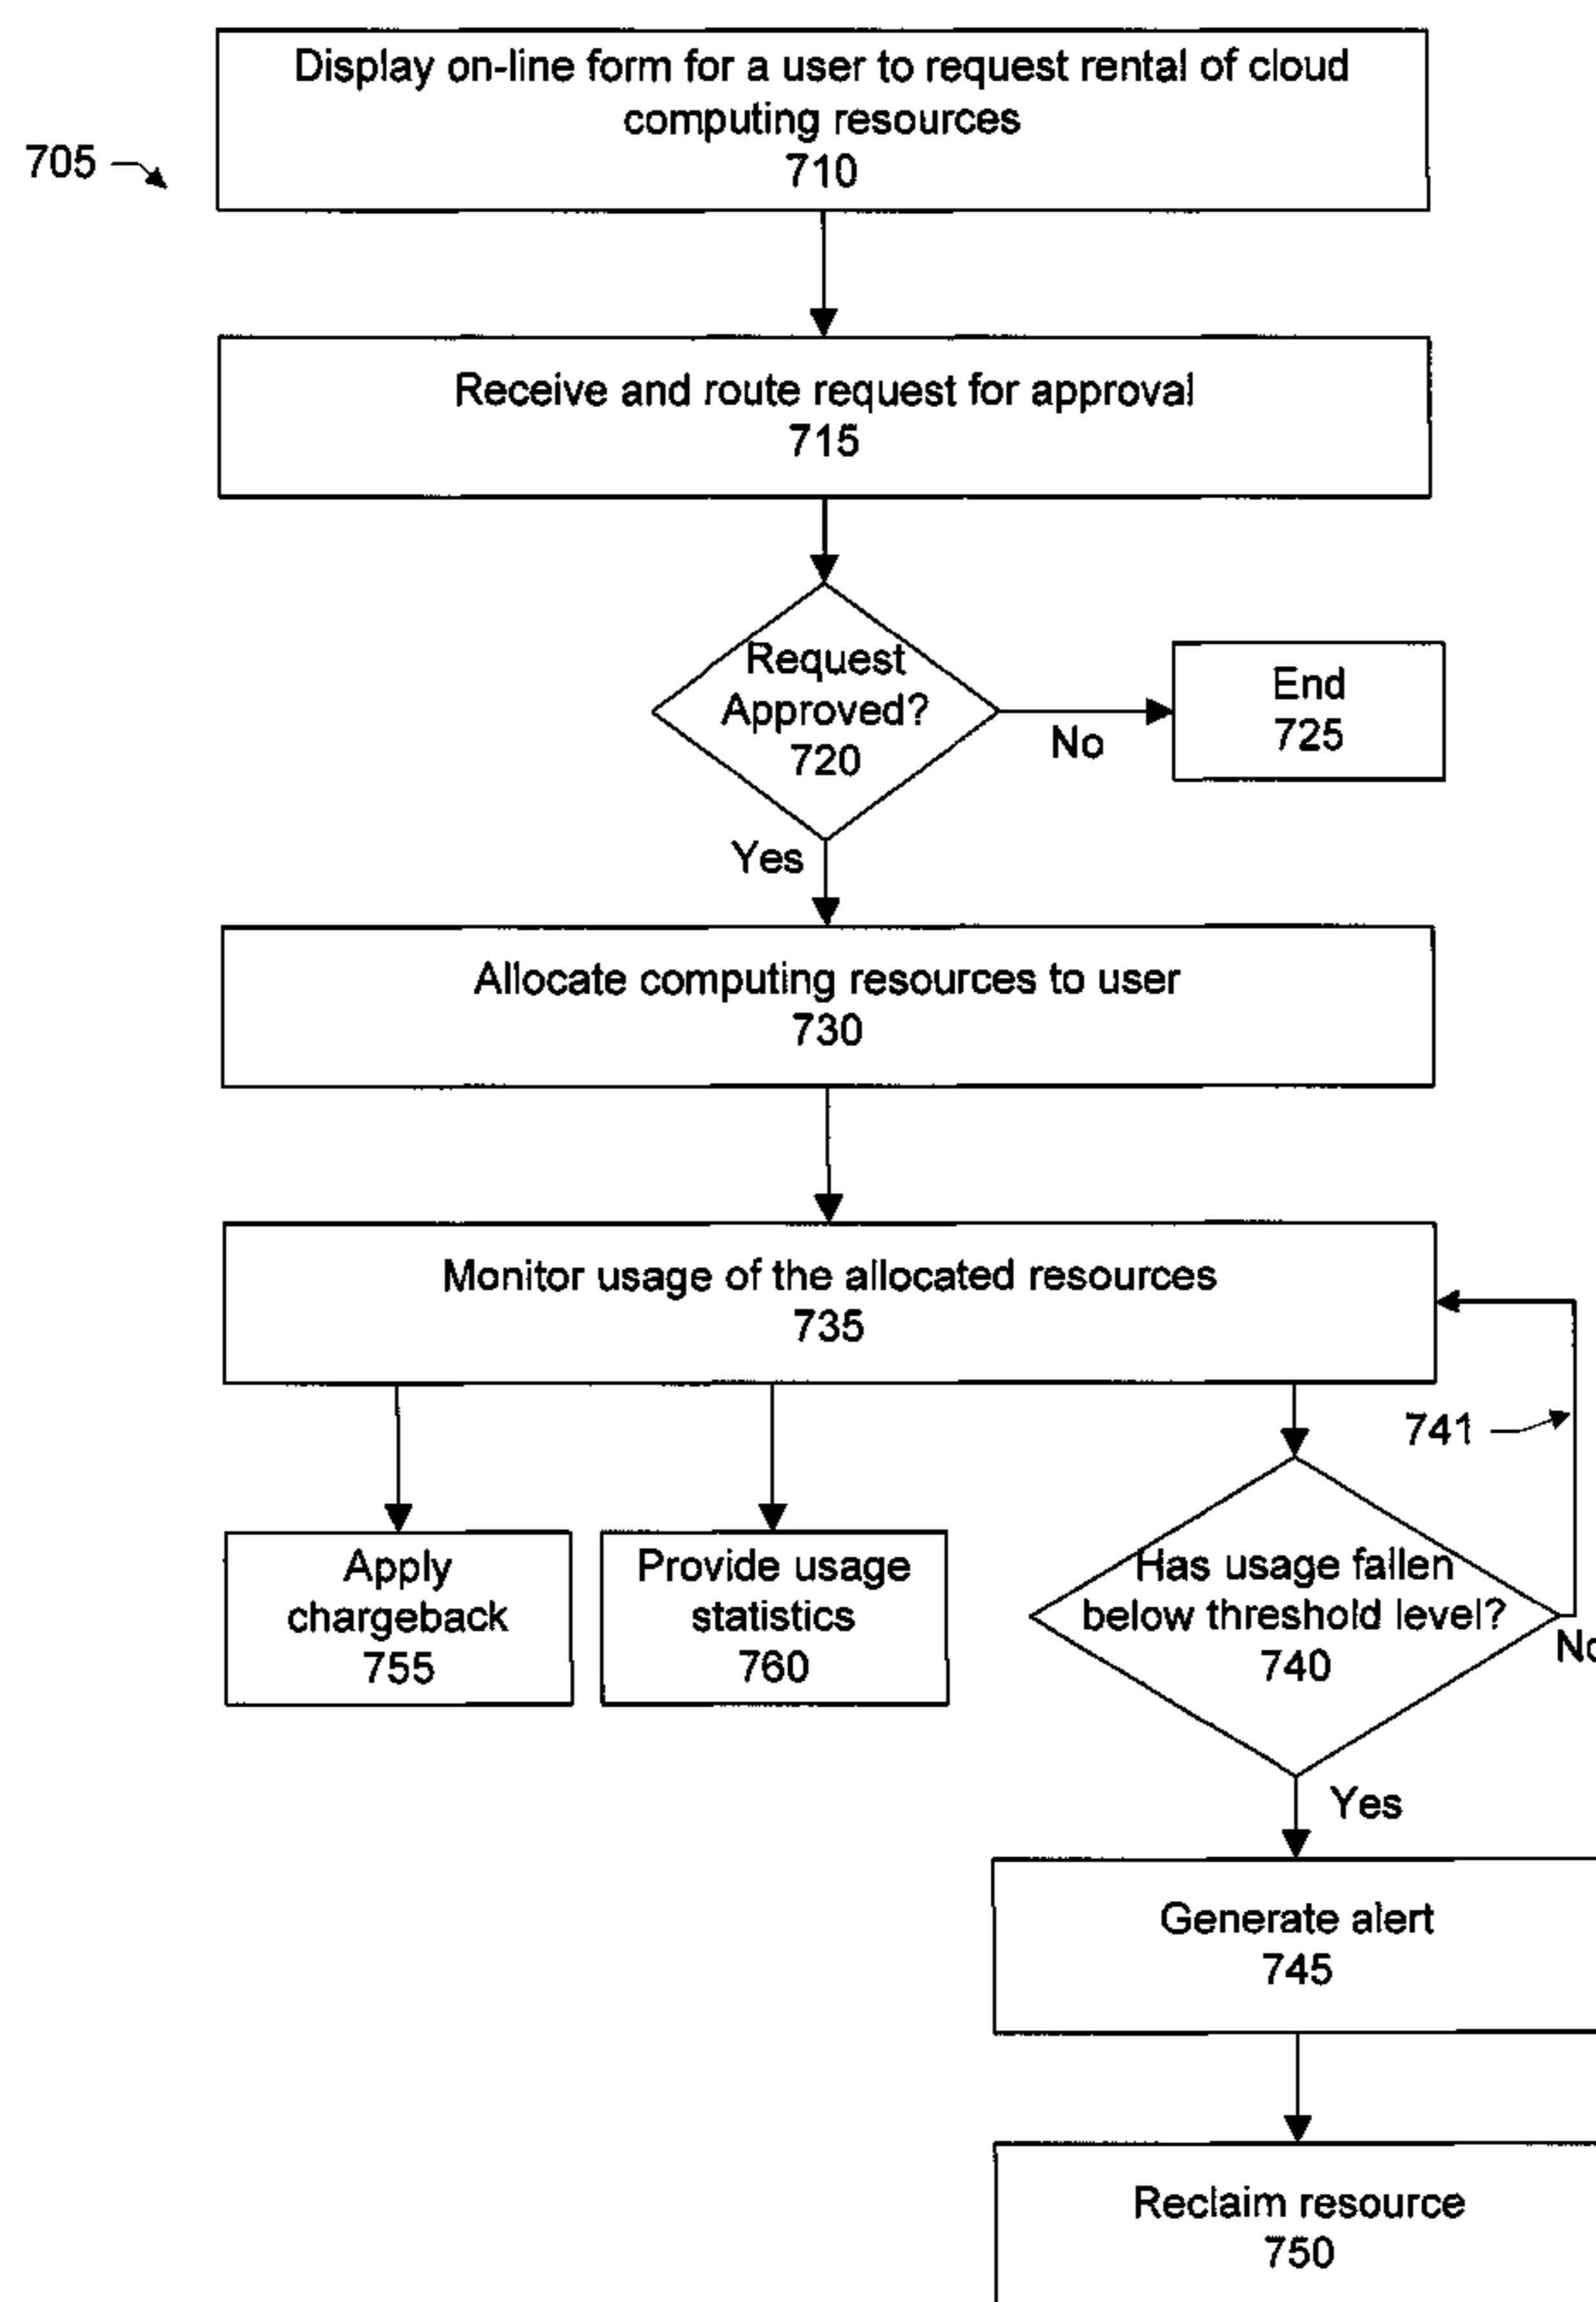 Display on-line form for a user to request rental of cloud
computing resources
710
705
Receive and route request for approval
715
Request
Approved?
720
No
End
725
Yes
Allocate computing resources to user
730
Monitor usage of the allocated resources
735
741
Apply
chargeback
755
Provide usage
statistics
760
Has usage fallen
below threshold level?
740
No
Yes
Generate alert
745
Reclaim resource
750